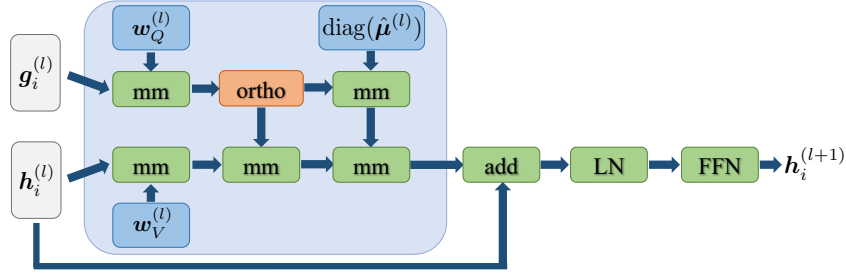 w_Q^{(l)} diag(μ̂^{(l)})
g_i^{(l)} mm ortho mm
h_i^{(l)} mm mm mm add LN FFN h_i^{(l+1)}
w_V^{(l)}